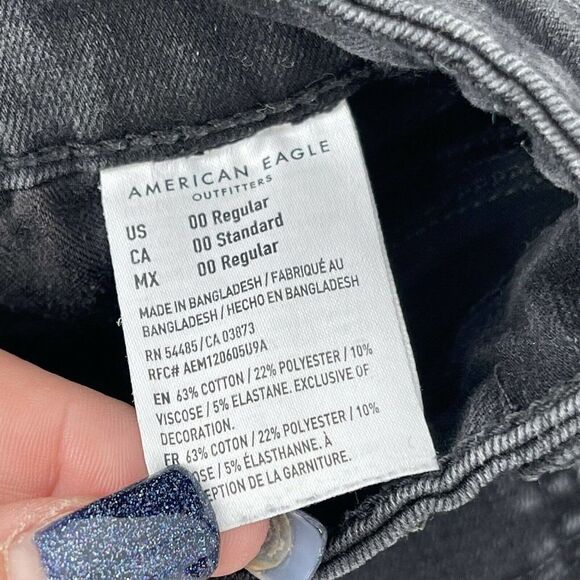 AMERICAN EAGLE
OUTFITTERS
US 00 Regular
CA 00 Standard
MX 00 Regular
MADE IN BANGLADESH / FABRIQUÉ AU
BANGLADESH / HECHO EN BANGLADESH
RN 54485 / CA 03873
RFC# AEM120605U9A
EN 63% COTTON / 22% POLYESTER / 10%
VISCOSE / 5% ELASTANE. EXCLUSIVE OF
DECORATION.
FR 63% COTON / 22% POLYESTER / 10%
OSE / 5% ÉLASTHANNE. À
EPTION DE LA GARNITURE.